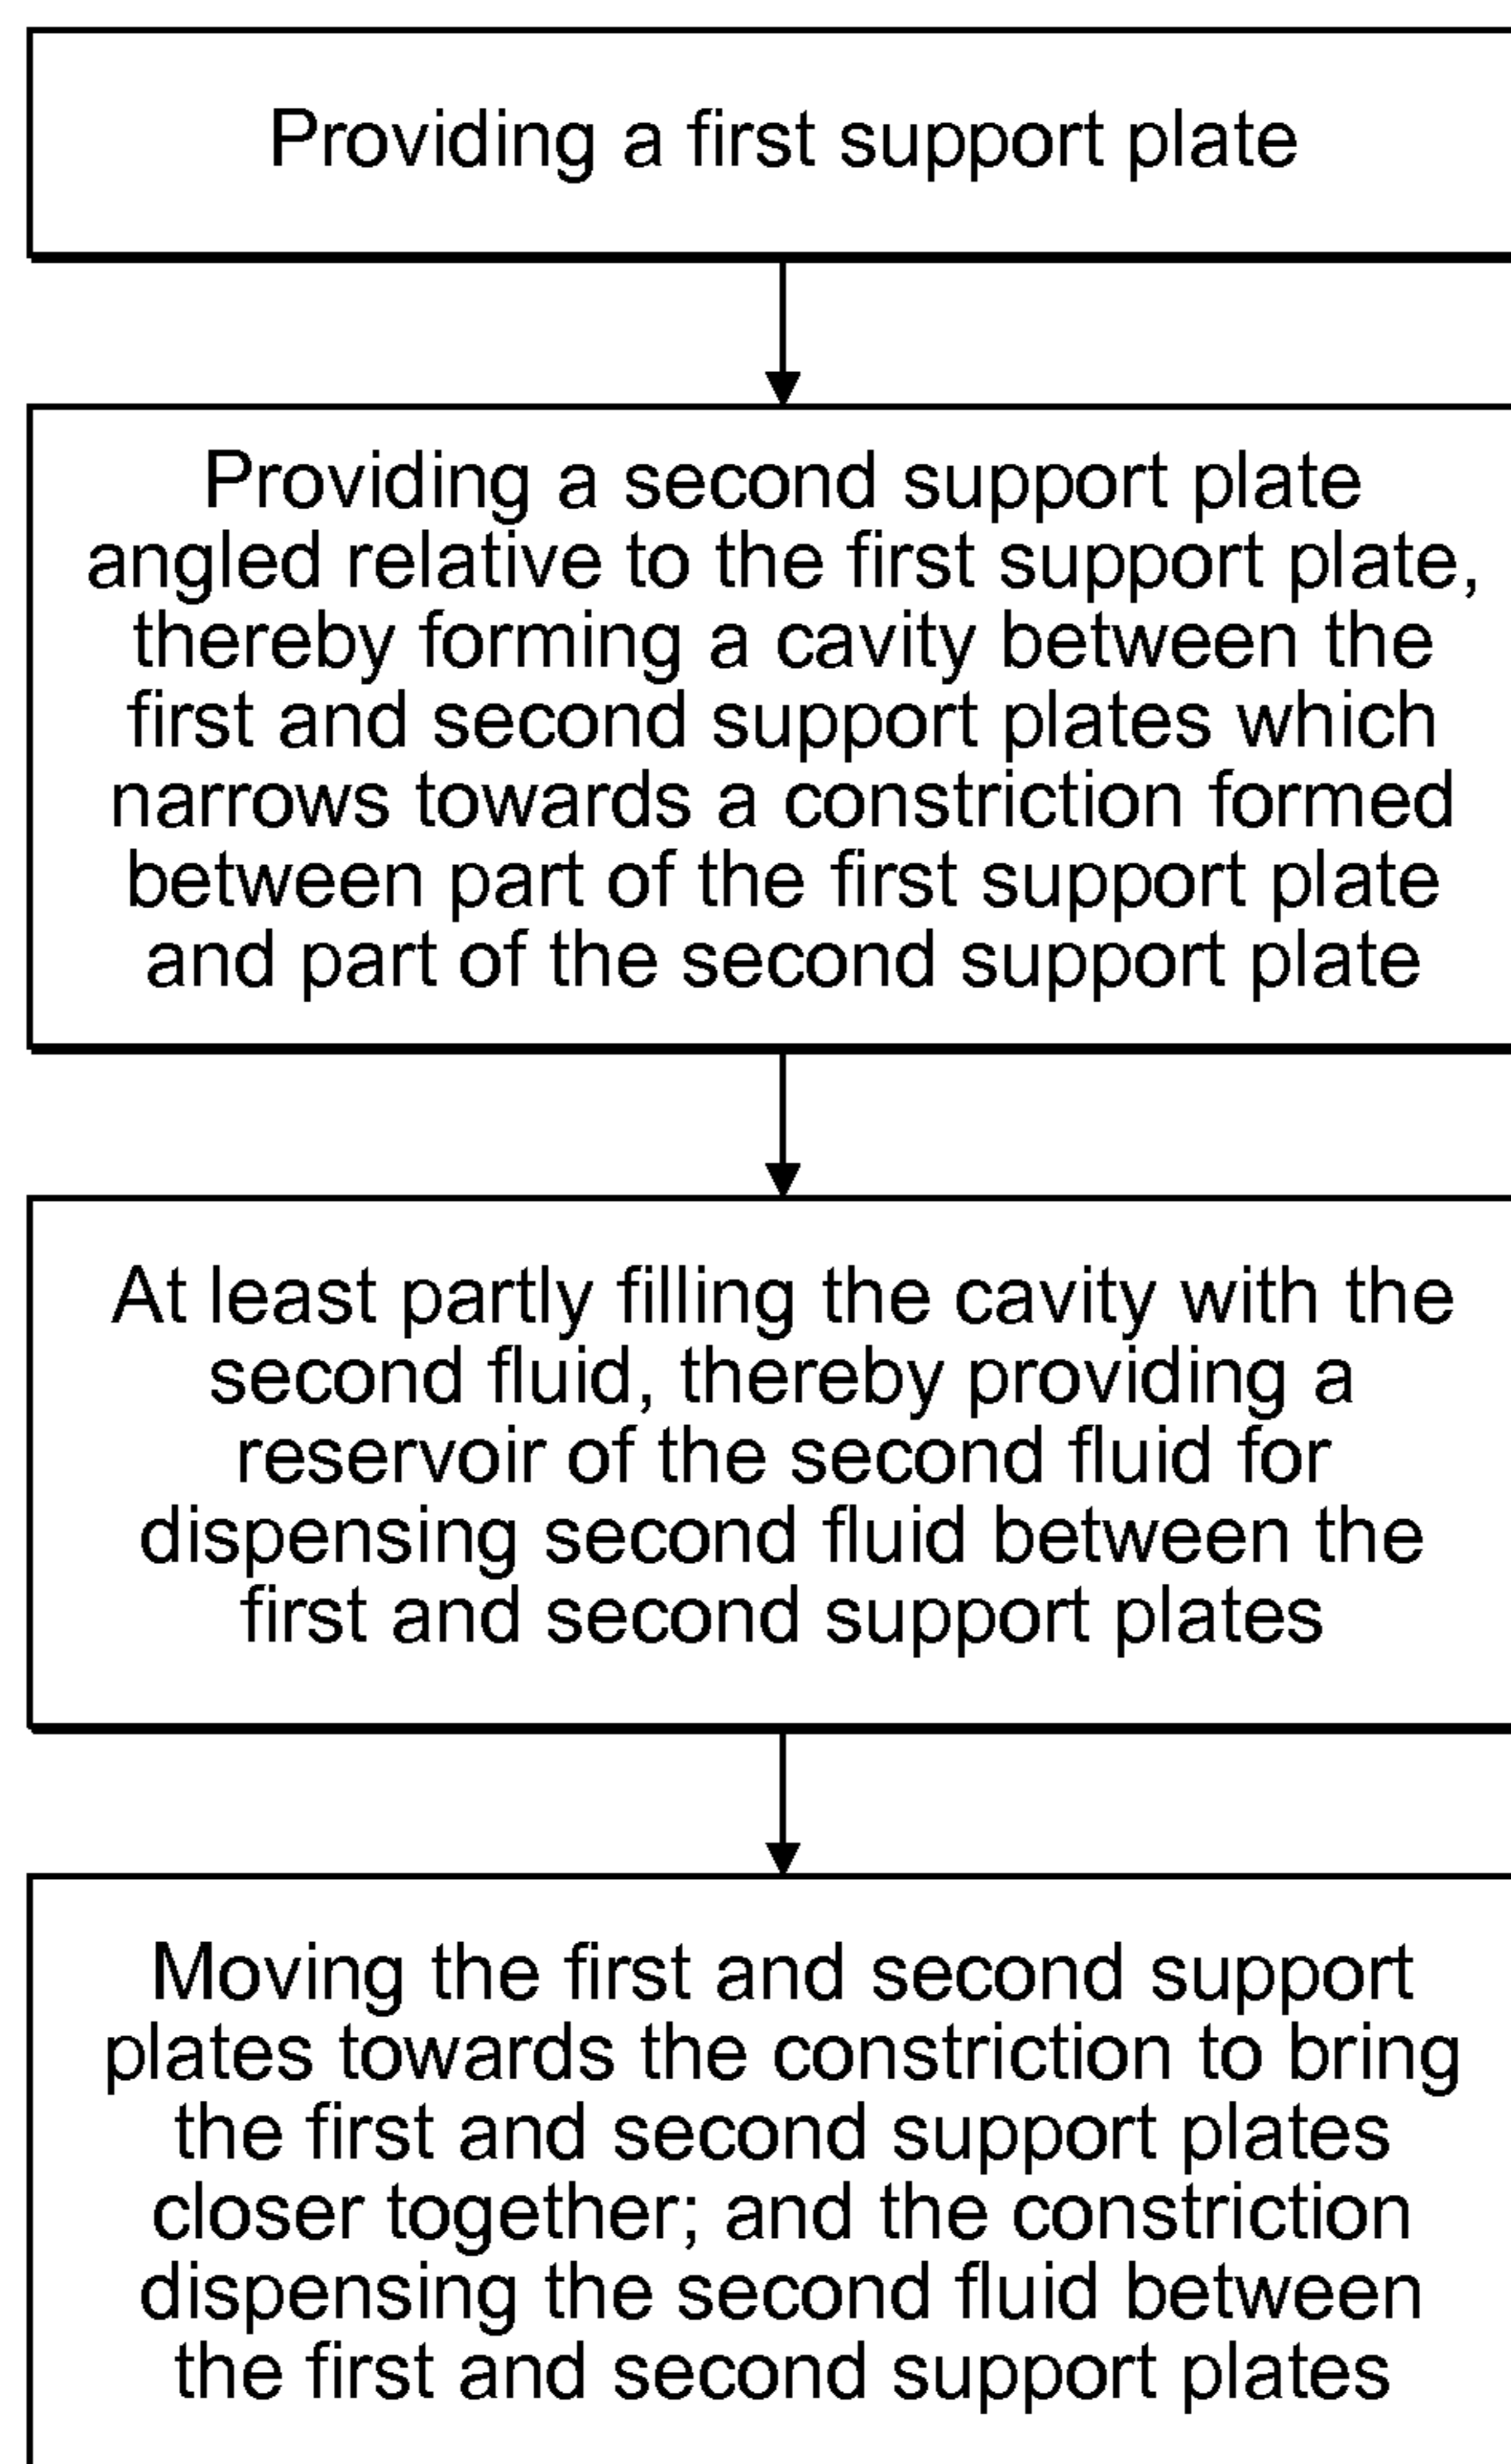 Providing a first support plate
Providing a second support plate
angled relative to the first support plate,
thereby forming a cavity between the
first and second support plates which
narrows towards a constriction formed
between part of the first support plate
and part of the second support plate
At least partly filling the cavity with the
second fluid, thereby providing a
reservoir of the second fluid for
dispensing second fluid between the
first and second support plates
Moving the first and second support
plates towards the constriction to bring
the first and second support plates
closer together; and the constriction
dispensing the second fluid between
the first and second support plates